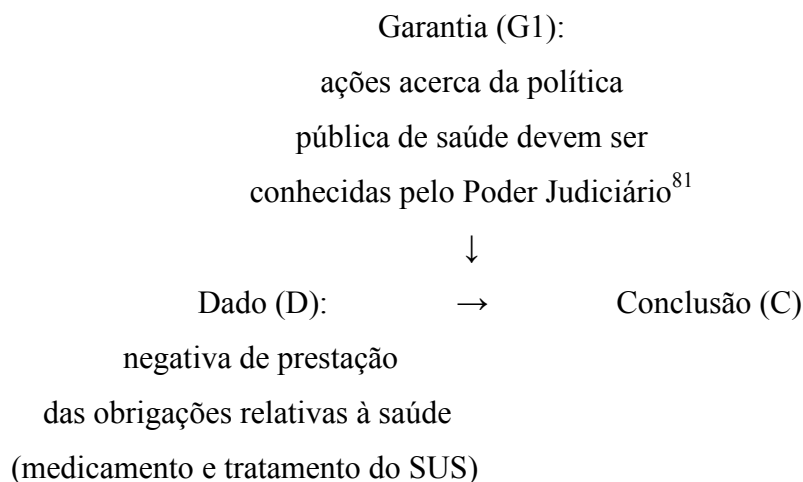 Garantia (G1):
ações acerca da política
pública de saúde devem ser
conhecidas pelo Poder Judiciário81
↓
Dado (D): → Conclusão (C)
negativa de prestação
das obrigações relativas à saúde
(medicamento e tratamento do SUS)